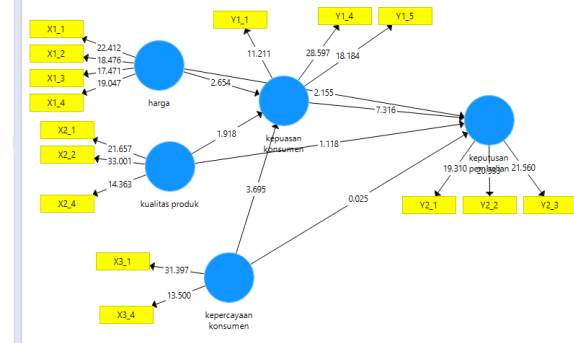 Y1_1
Y1_4
Y1_5
X1_1
X1_2
X1_3
X1_4
22.412
18.476
17.471
19.047
harga
11.211
28.597
18.184
2.654
2.155
7.316
kepuasan
konsumen
X2_1
X2_2
X2_4
21.657
33.001
14.363
kualitas produk
1.918
1.118
3.695
0.025
keputusan
pembelian
19.310
21.560
Y2_1
Y2_2
Y2_3
X3_1
X3_4
31.397
13.500
kepercayaan
konsumen